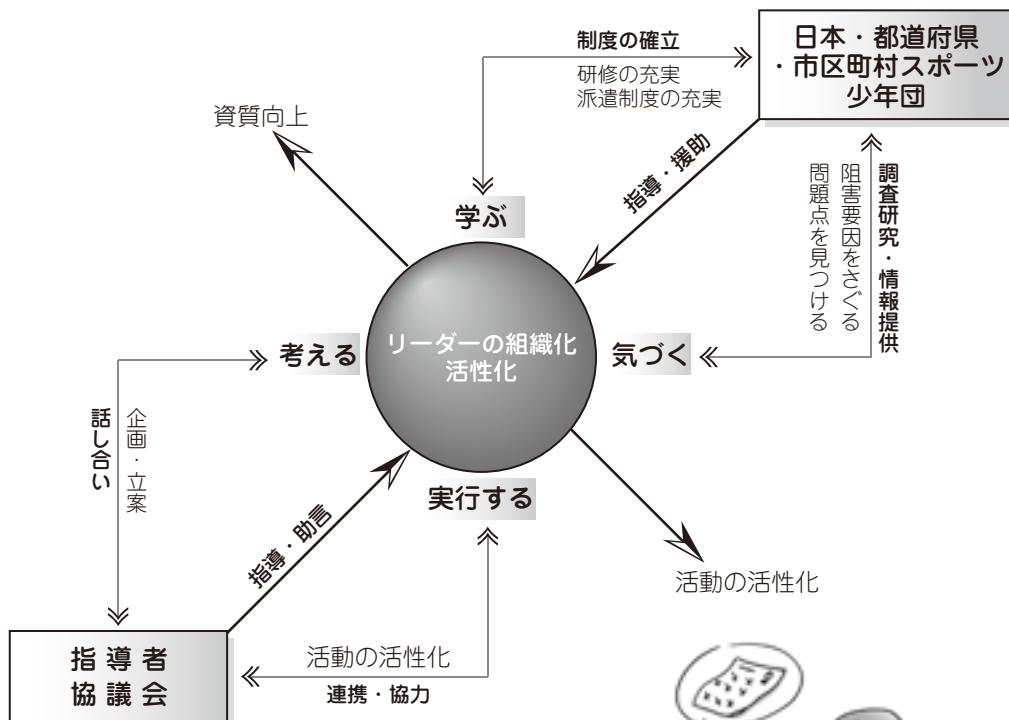 制度の確立
研修の充実
派遣制度の充実
日本・都道府県
・市区町村スポーツ
少年団
資質向上
指導・援助
調査研究・情報提供
阻害要因をさぐる
問題点を見つける
学ぶ
考える
リーダーの組織化
活性化
気づく
企画・立案
話し合い
実行する
指導・助言
活動の活性化
指導者
協議会
活動の活性化
連携・協力